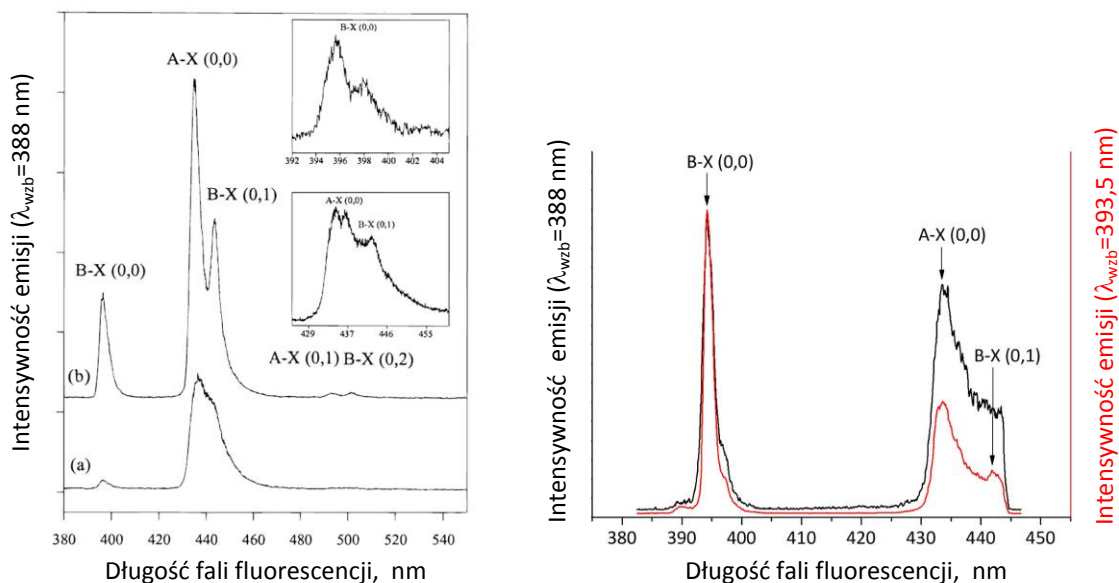 B-X (0,0)
392 394 396 398 400 402 404
A-X (0,0)
B-X (0,1)
B-X (0,0)
A-X (0,0)
B-X (0,1)
429 437 446 455
A-X (0,1) B-X (0,2)
(b)
(a)
380 400 420 440 460 480 500 520 540
Długość fali fluorescencji, nm
Intensywność emisji (λwzb=388 nm)
B-X (0,0)
A-X (0,0)
B-X (0,1)
380 390 400 410 420 430 440 450
Długość fali fluorescencji, nm
Intensywność emisji (λwzb=388 nm)
Intensywność emisji (λwzb=393,5 nm)